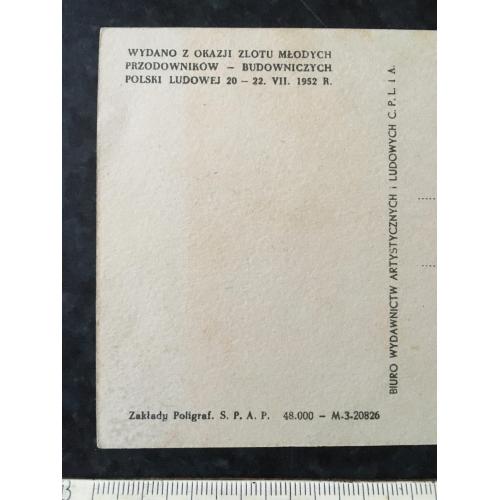 WYDANO Z OKAZJI ZLOTU MŁODYCH
PRZODOWNIKÓW – BUDOWNICZYCH
POLSKI LUDOWEJ 20 – 22. VII. 1952 R.
BIURO WYDAWNICTW ARTYSTYCZNYCH i LUDOWYCH C. P. L. I A.
Zakłady Poligraf. S. P. A. P. 48.000 – M-3-20826